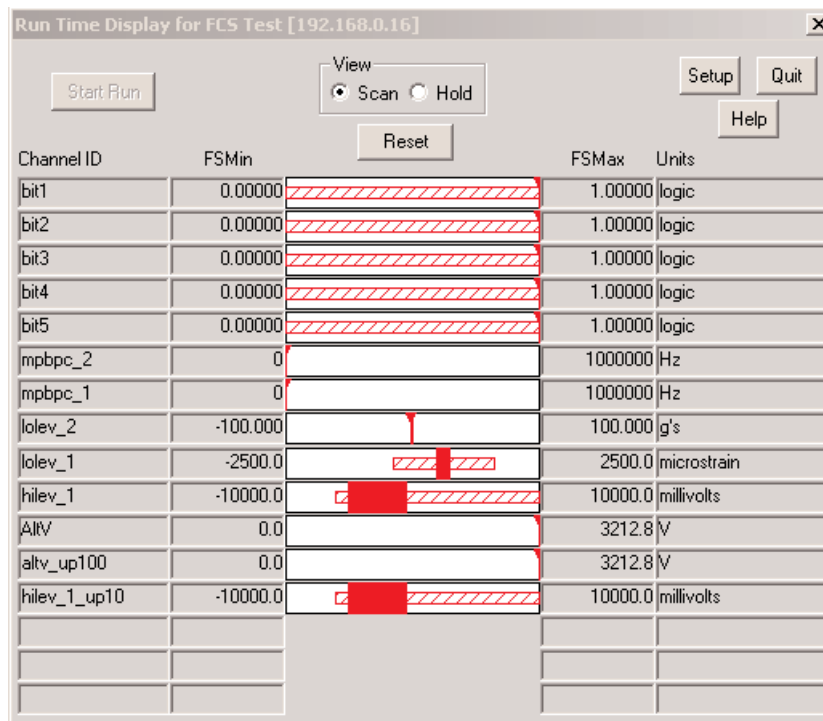 Run Time Display for FCS Test [192.168.0.16]
Start Run
View
Scan Hold
Setup Quit
Help
Reset
Channel ID FSMin FSMax Units
bit1 0.00000 1.00000 logic
bit2 0.00000 1.00000 logic
bit3 0.00000 1.00000 logic
bit4 0.00000 1.00000 logic
bit5 0.00000 1.00000 logic
mpbpc_2 0 1000000 Hz
mpbpc_1 0 1000000 Hz
lolev_2 -100.000 100.000 g's
lolev_1 -2500.0 2500.0 microstrain
hilev_1 -10000.0 10000.0 millivolts
AltV 0.0 3212.8 V
altv_up100 0.0 3212.8 V
hilev_1_up10 -10000.0 10000.0 millivolts